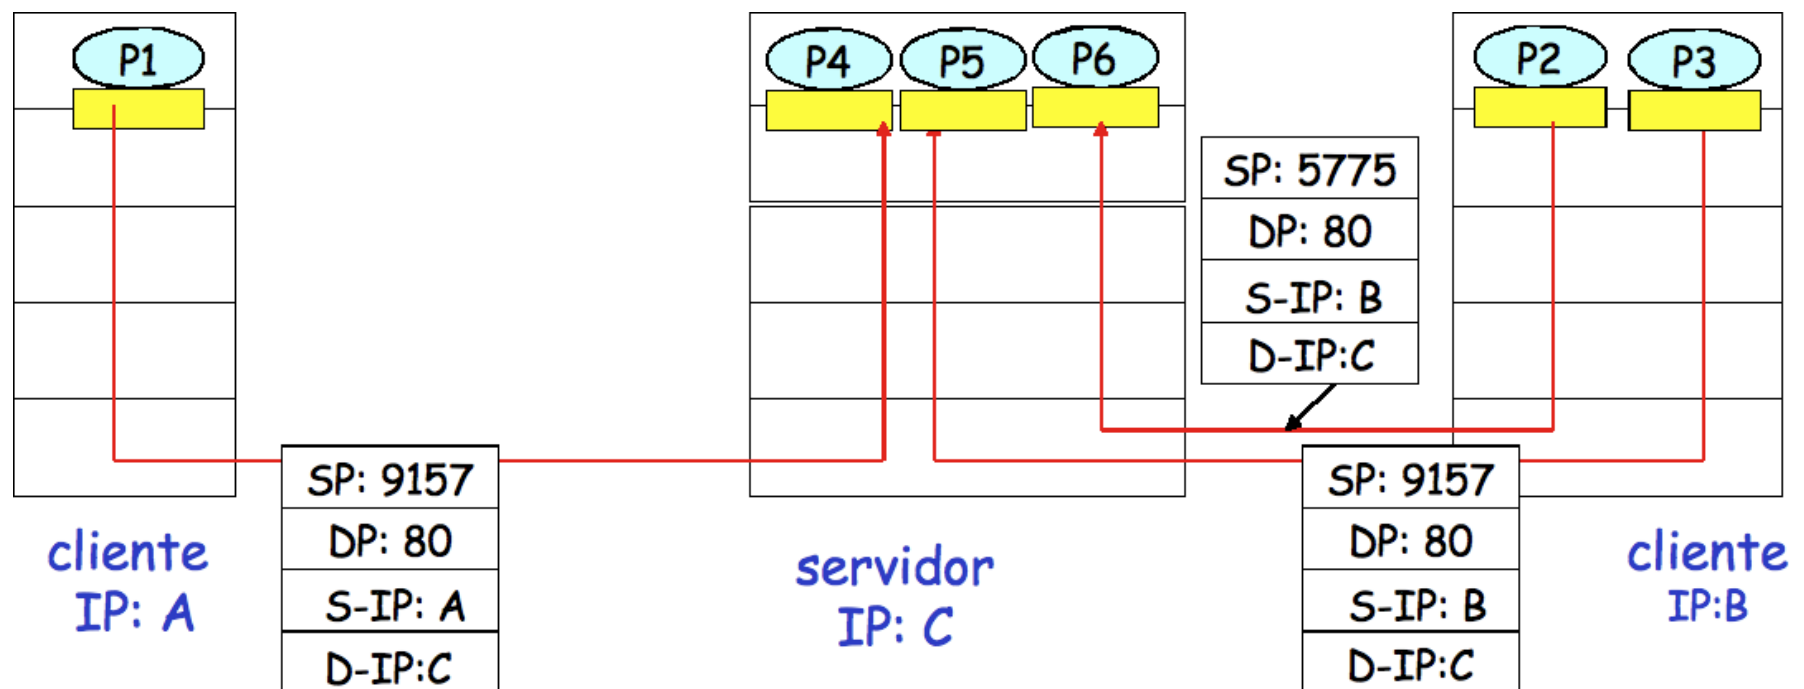 P1
P4
P5
P6
P2
P3
SP: 5775
DP: 80
S-IP: B
D-IP:C
SP: 9157
DP: 80
S-IP: A
D-IP:C
SP: 9157
DP: 80
S-IP: B
D-IP:C
cliente
IP: A
servidor
IP: C
cliente
IP:B